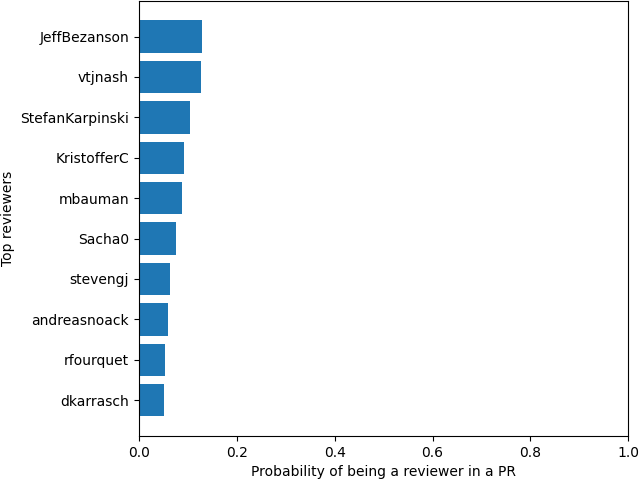 Top reviewers
JeffBezanson
vtjnash
StefanKarpinski
KristofferC
mbauman
Sacha0
stevengj
andreasnoack
rfourquet
dkarrasch
0.0 0.2 0.4 0.6 0.8 1.0
Probability of being a reviewer in a PR